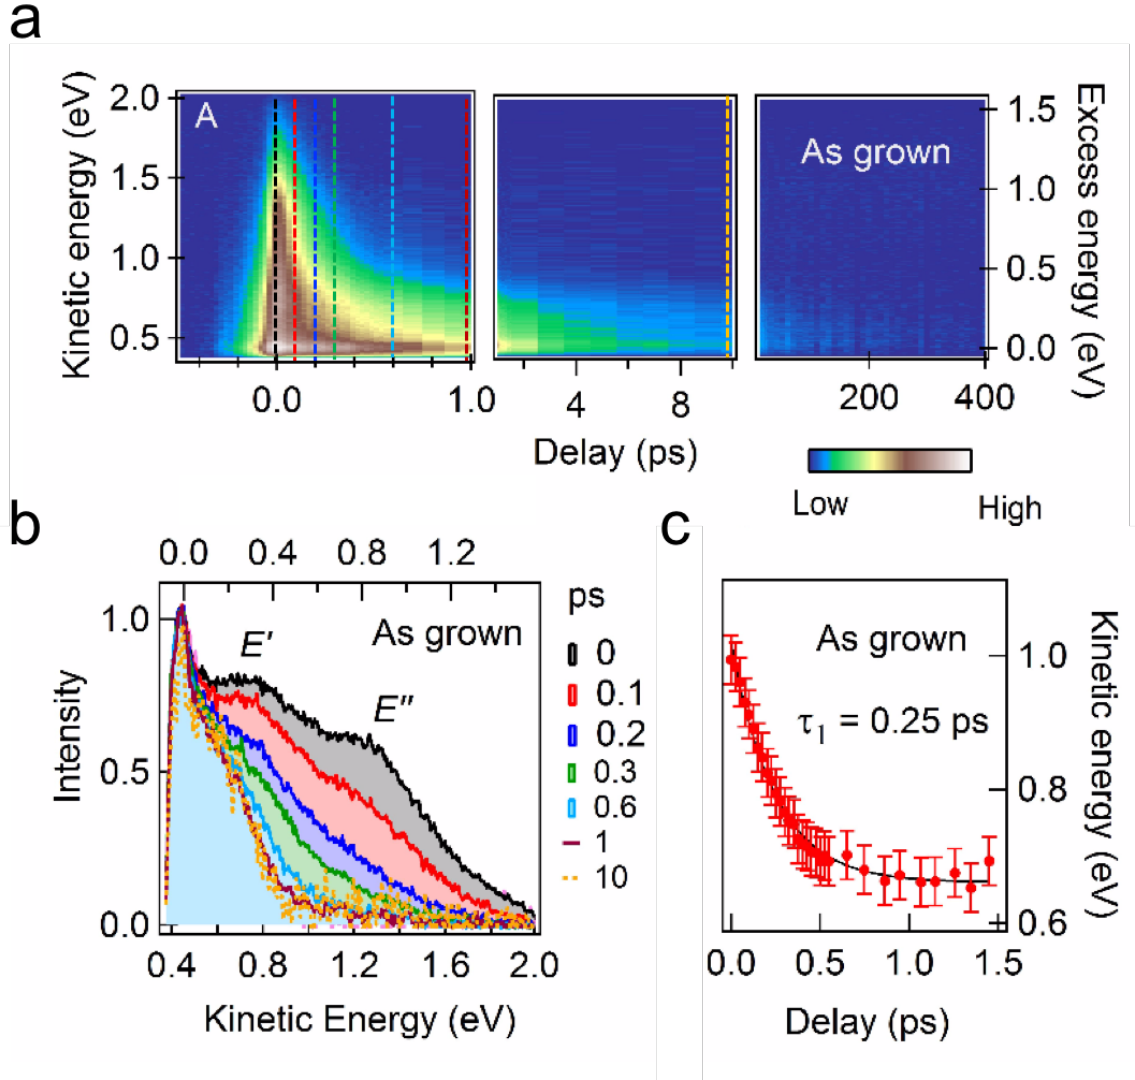 a
Kinetic energy (eV)
2.0
1.5
1.0
0.5
A
As grown
1.5
1.0
0.5
0.0
Excess energy (eV)
0.0
1.0
4
8
200
400
Delay (ps)
Low
High
b
0.0 0.4 0.8 1.2
Intensity
1.0
0.5
0.0
E′
E″
As grown
ps
0
0.1
0.2
0.3
0.6
1
10
0.4 0.8 1.2 1.6 2.0
Kinetic Energy (eV)
c
As grown
τ1 = 0.25 ps
1.0
0.8
0.6
Kinetic energy (eV)
0.0 0.5 1.0 1.5
Delay (ps)